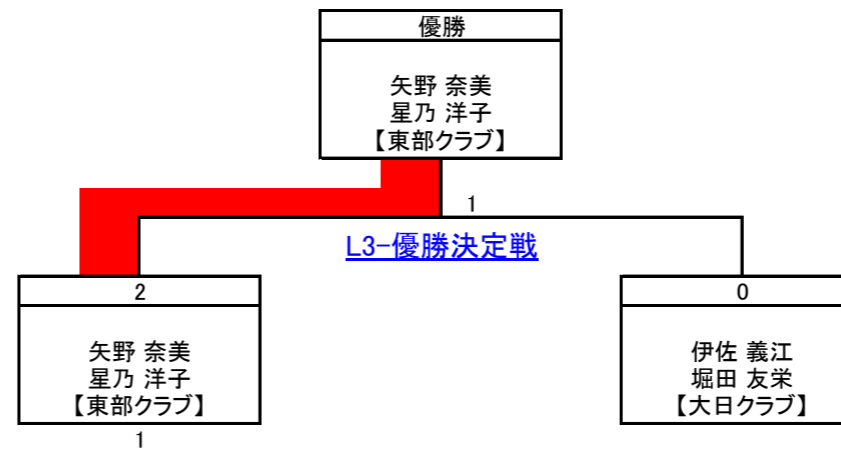 優勝
矢野 奈美
星乃 洋子
【東部クラブ】
1
L3-優勝決定戦
2
矢野 奈美
星乃 洋子
【東部クラブ】
1
0
伊佐 義江
堀田 友栄
【大日クラブ】